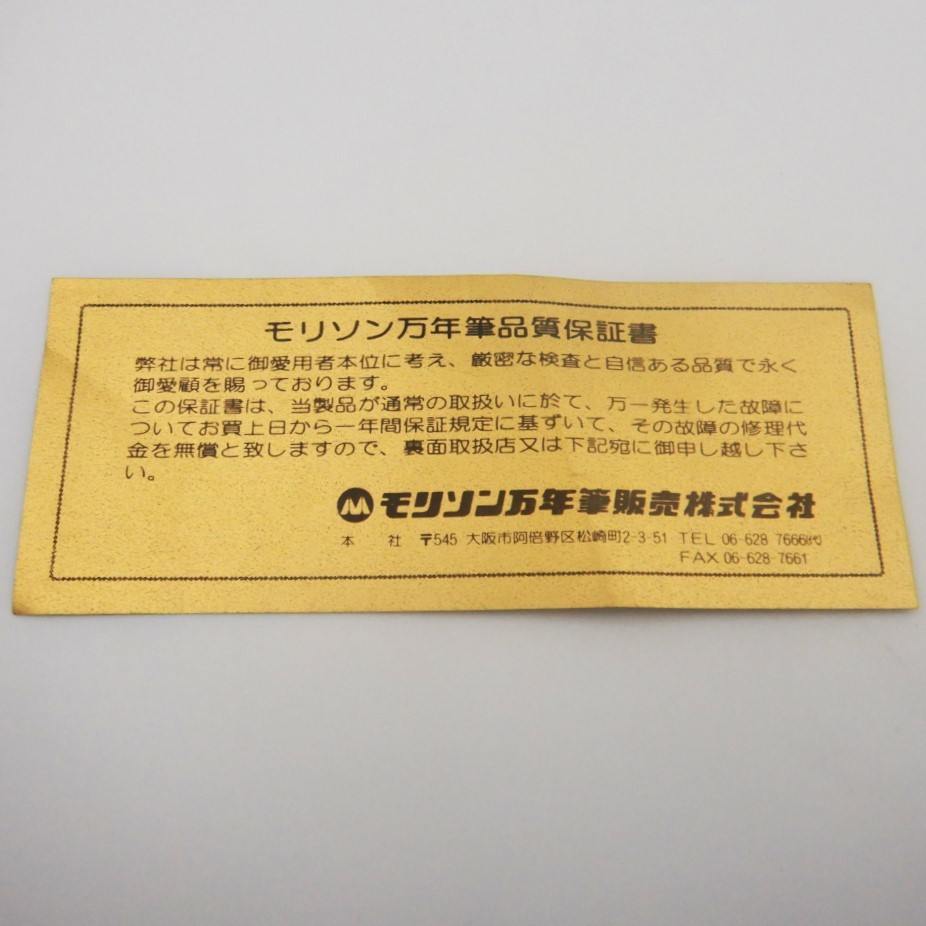 モリソン万年筆品質保証書
弊社は常に御愛用者本位に考え、厳密な検査と自信ある品質で永く
御愛顧を賜っております。
この保証書は、当製品が通常の取扱いに於て、万一発生した故障に
ついてお買上日から一年間保証規定に基ずいて、その故障の修理代
金を無償と致しますので、裏面取扱店又は下記宛に御申し越し下さ
い。
M モリソン万年筆販売株式会社
本 社 〒545 大阪市阿倍野区松崎町2-3-51 TEL 06-628 7666㈹
FAX 06-628-7661